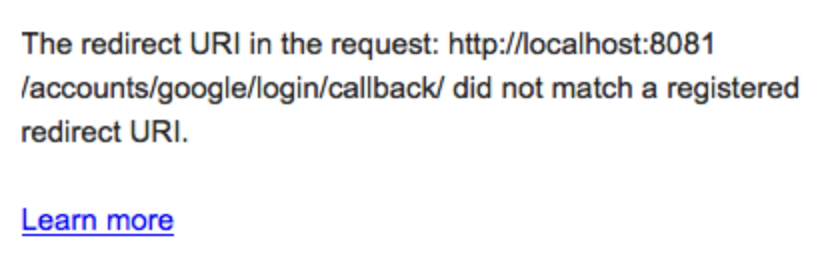 The redirect URI in the request: http://localhost:8081
/accounts/google/login/callback/ did not match a registered
redirect URI.
Learn more